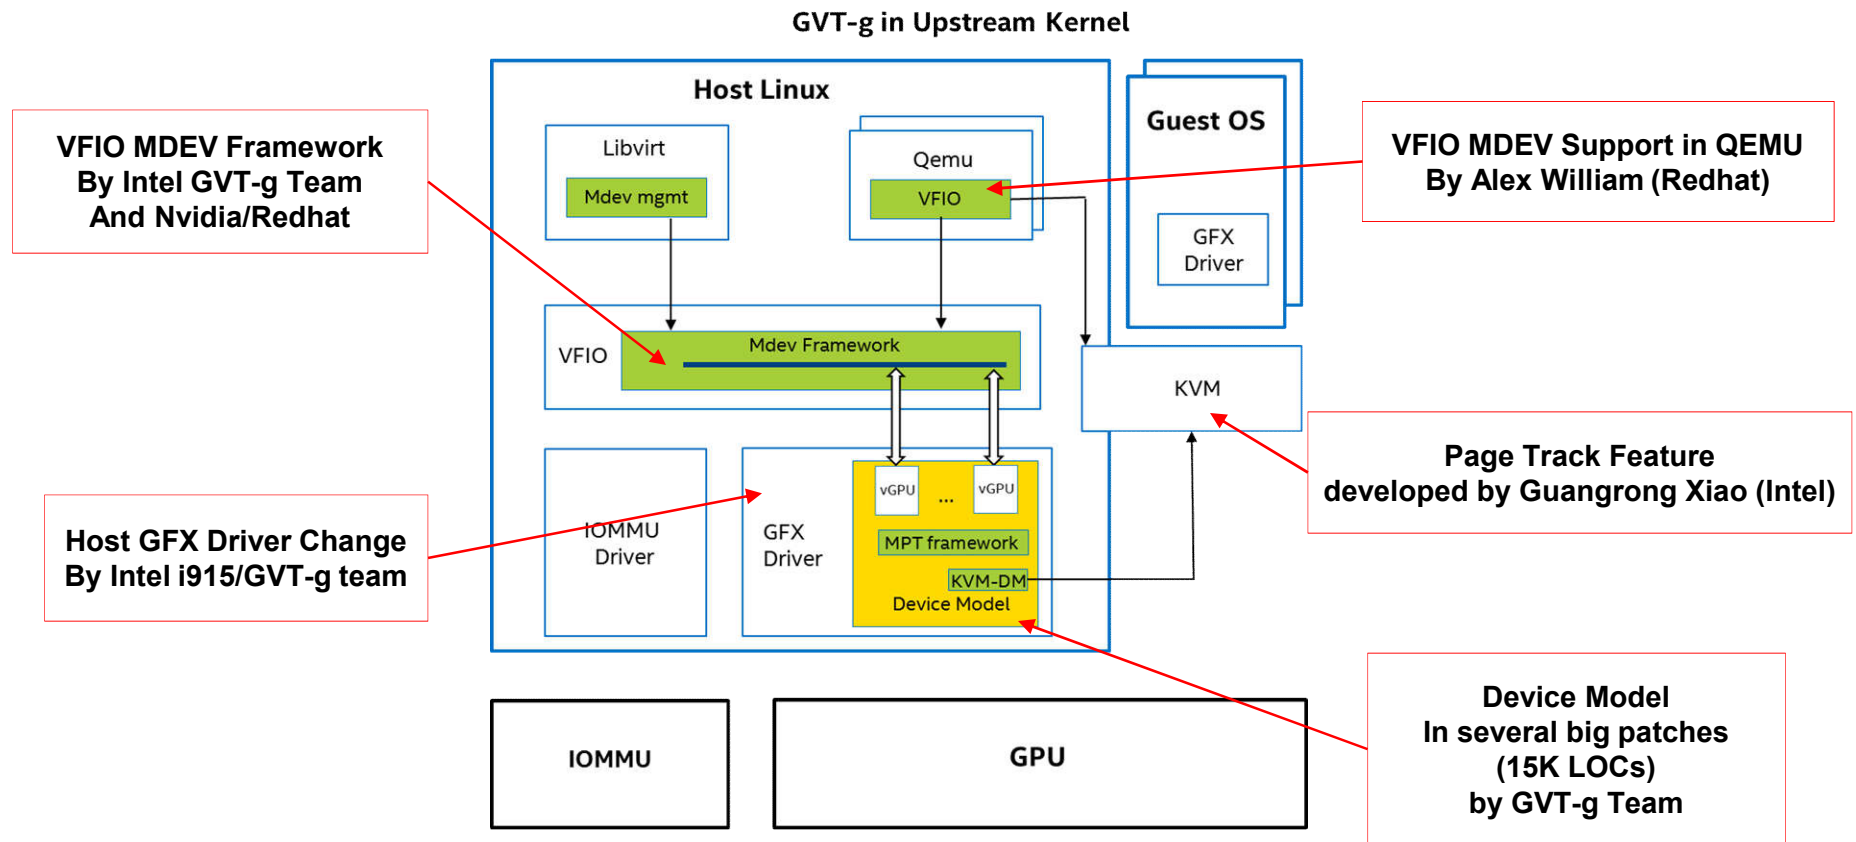 GVT-g in Upstream Kernel
Host Linux
Guest OS
VFIO MDEV Framework
By Intel GVT-g Team
And Nvidia/Redhat
Libvirt
Mdev mgmt
Qemu
VFIO
VFIO MDEV Support in QEMU
By Alex William (Redhat)
GFX
Driver
VFIO
Mdev Framework
KVM
Page Track Feature
developed by Guangrong Xiao (Intel)
Host GFX Driver Change
By Intel i915/GVT-g team
IOMMU
Driver
GFX
Driver
vGPU
...
vGPU
MPT framework
KVM-DM
Device Model
Device Model
In several big patches
(15K LOCs)
by GVT-g Team
IOMMU
GPU